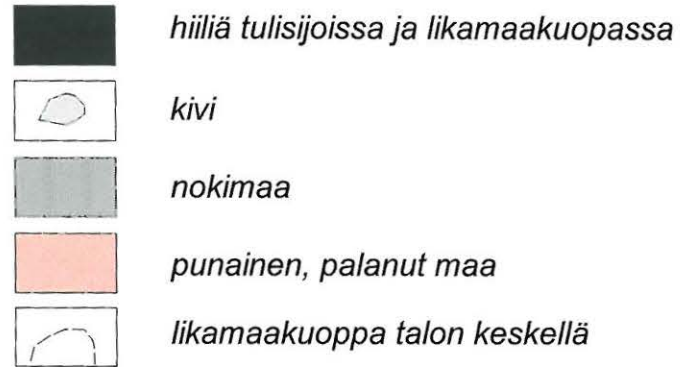 hiiliä tulisijoissa ja likamaakuopassa
kivi
nokimaa
punainen, palanut maa
likamaakuoppa talon keskellä